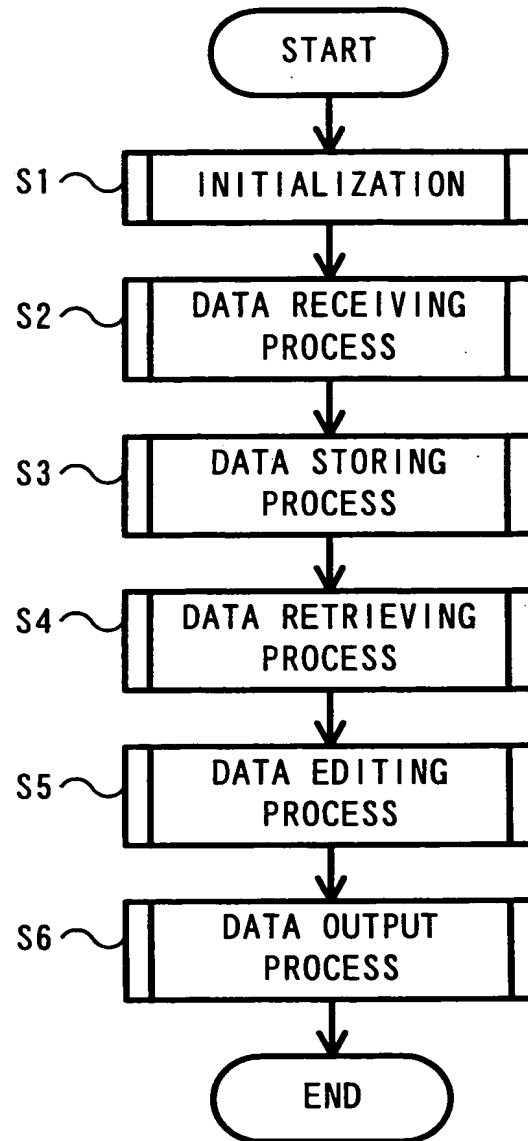 START
S1 INITIALIZATION
S2 DATA RECEIVING
PROCESS
S3 DATA STORING
PROCESS
S4 DATA RETRIEVING
PROCESS
S5 DATA EDITING
PROCESS
S6 DATA OUTPUT
PROCESS
END